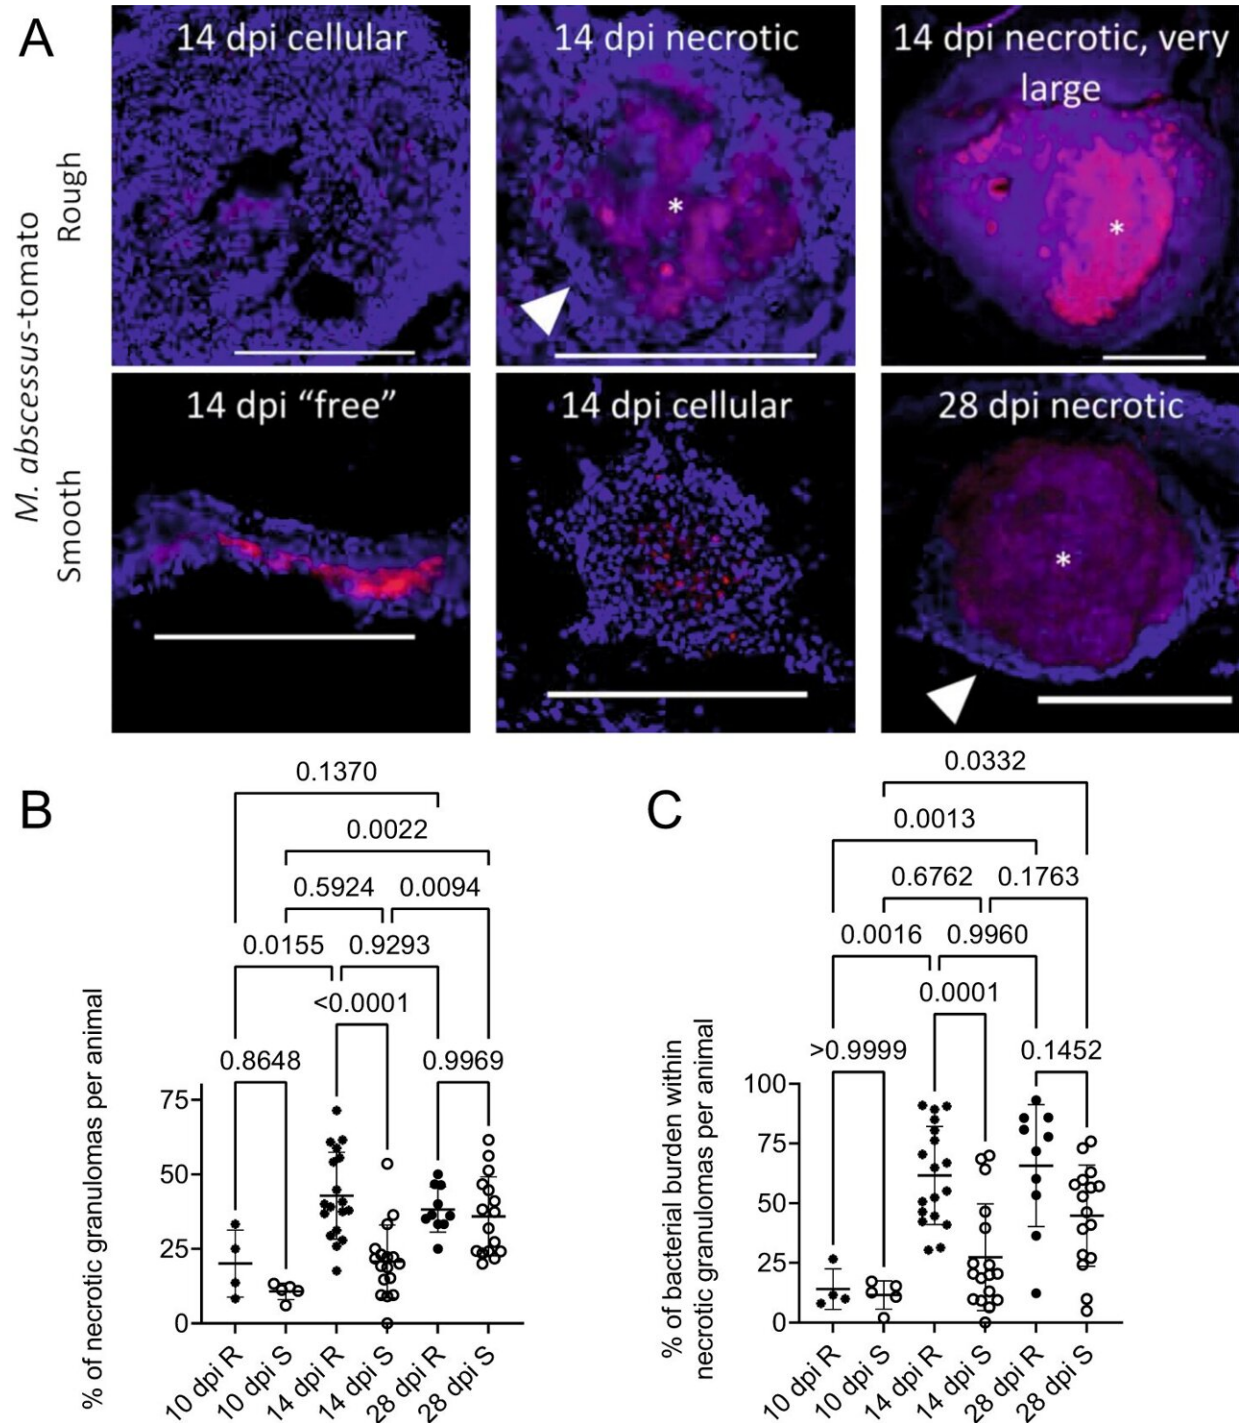 A
14 dpi cellular
14 dpi necrotic
14 dpi necrotic, very
large
M. abscessus-tomato
Rough
Smooth
*
*
14 dpi “free”
14 dpi cellular
28 dpi necrotic
*
B
0.1370
0.0022
0.5924
0.0094
0.0155
0.9293
<0.0001
0.8648
0.9969
% of necrotic granulomas per animal
75
50
25
0
10 dpi R
10 dpi S
14 dpi R
14 dpi S
28 dpi R
28 dpi S
C
0.0332
0.0013
0.6762
0.1763
0.0016
0.9960
0.0001
>0.9999
0.1452
% of bacterial burden within
necrotic granulomas per animal
100
75
50
25
0
10 dpi R
10 dpi S
14 dpi R
14 dpi S
28 dpi R
28 dpi S